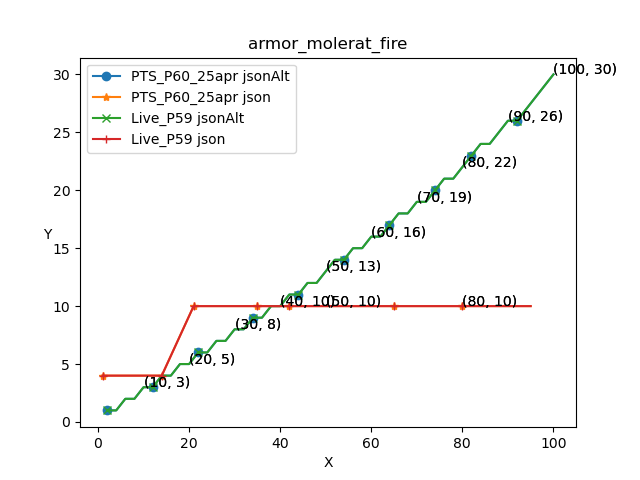 armor_molerat_fire
PTS_P60_25apr jsonAlt
PTS_P60_25apr json
Live_P59 jsonAlt
Live_P59 json
30
25
20
15
10
5
0
Y
(100, 30)
(90, 26)
(80, 22)
(70, 19)
(60, 16)
(50, 13)
(40, 10)
(50, 10)
(80, 10)
(30, 8)
(20, 5)
(10, 3)
0 20 40 60 80 100
X